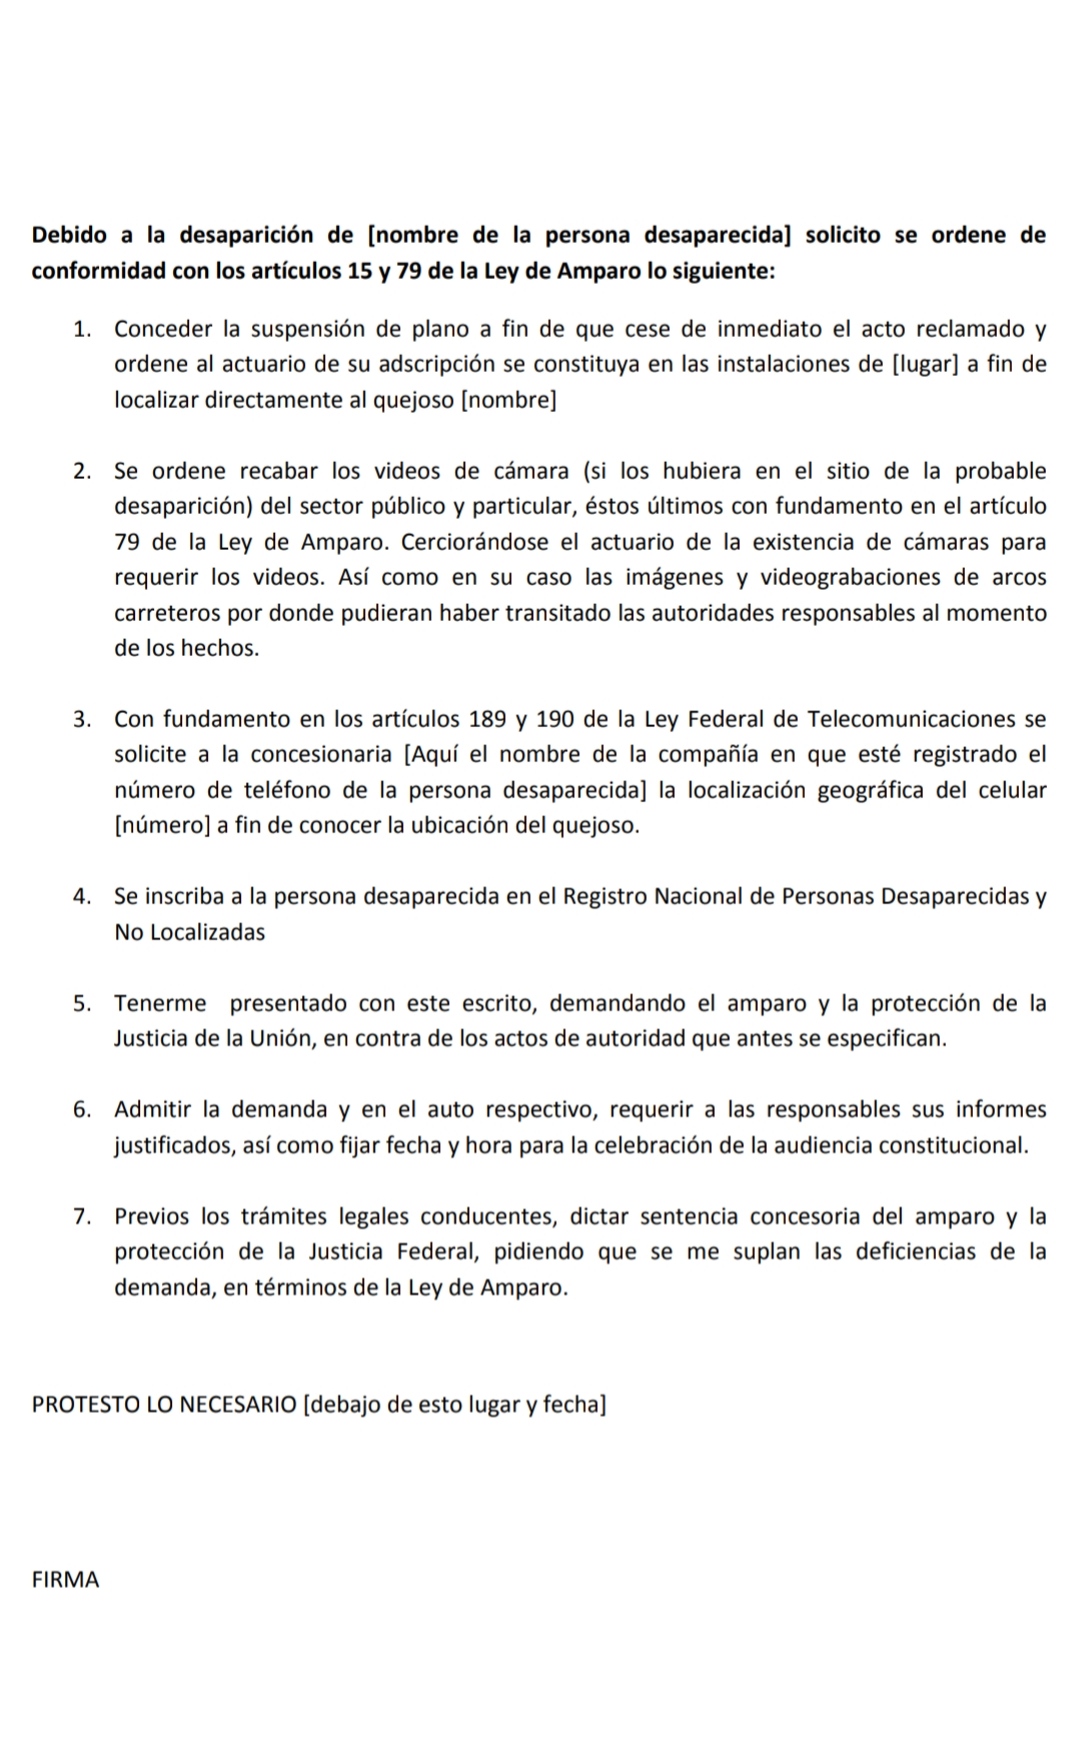 Debido a la desaparición de [nombre de la persona desaparecida] solicito se ordene de
conformidad con los artículos 15 y 79 de la Ley de Amparo lo siguiente:
1. Conceder la suspensión de plano a fin de que cese de inmediato el acto reclamado y
ordene al actuario de su adscripción se constituya en las instalaciones de [lugar] a fin de
localizar directamente al quejoso [nombre]
2. Se ordene recabar los videos de cámara (si los hubiera en el sitio de la probable
desaparición) del sector público y particular, éstos últimos con fundamento en el artículo
79 de la Ley de Amparo. Cerciorándose el actuario de la existencia de cámaras para
requerir los videos. Así como en su caso las imágenes y videograbaciones de arcos
carreteros por donde pudieran haber transitado las autoridades responsables al momento
de los hechos.
3. Con fundamento en los artículos 189 y 190 de la Ley Federal de Telecomunicaciones se
solicite a la concesionaria [Aquí el nombre de la compañía en que esté registrado el
número de teléfono de la persona desaparecida] la localización geográfica del celular
[número] a fin de conocer la ubicación del quejoso.
4. Se inscriba a la persona desaparecida en el Registro Nacional de Personas Desaparecidas y
No Localizadas
5. Tenerme presentado con este escrito, demandando el amparo y la protección de la
Justicia de la Unión, en contra de los actos de autoridad que antes se especifican.
6. Admitir la demanda y en el auto respectivo, requerir a las responsables sus informes
justificados, así como fijar fecha y hora para la celebración de la audiencia constitucional.
7. Previos los trámites legales conducentes, dictar sentencia concesoria del amparo y la
protección de la Justicia Federal, pidiendo que se me suplan las deficiencias de la
demanda, en términos de la Ley de Amparo.
PROTESTO LO NECESARIO [debajo de esto lugar y fecha]
FIRMA